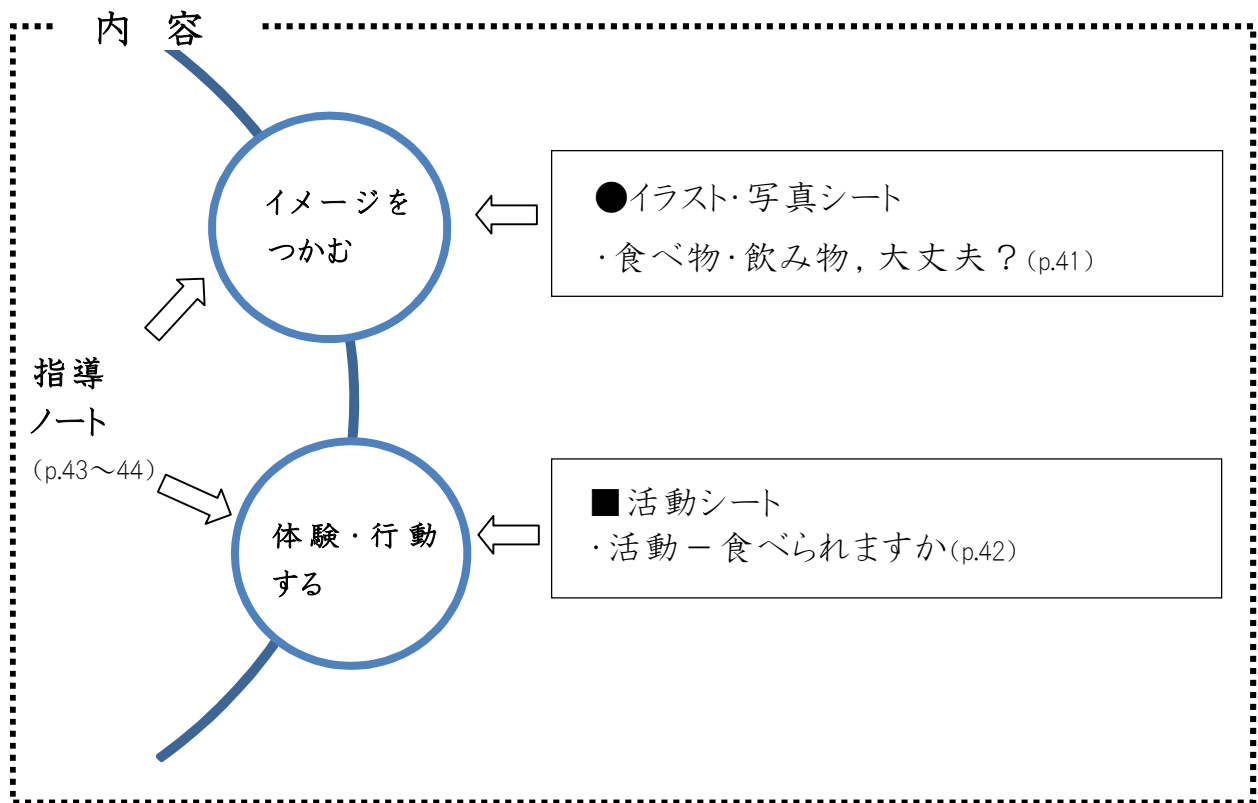 内 容
イメージを
つかむ
●イラスト・写真シート
・食べ物・飲み物，大丈夫？(p.41)
指導
ノート
(p.43～44)
体験・行動
する
■活動シート
・活動－食べられますか(p.42)